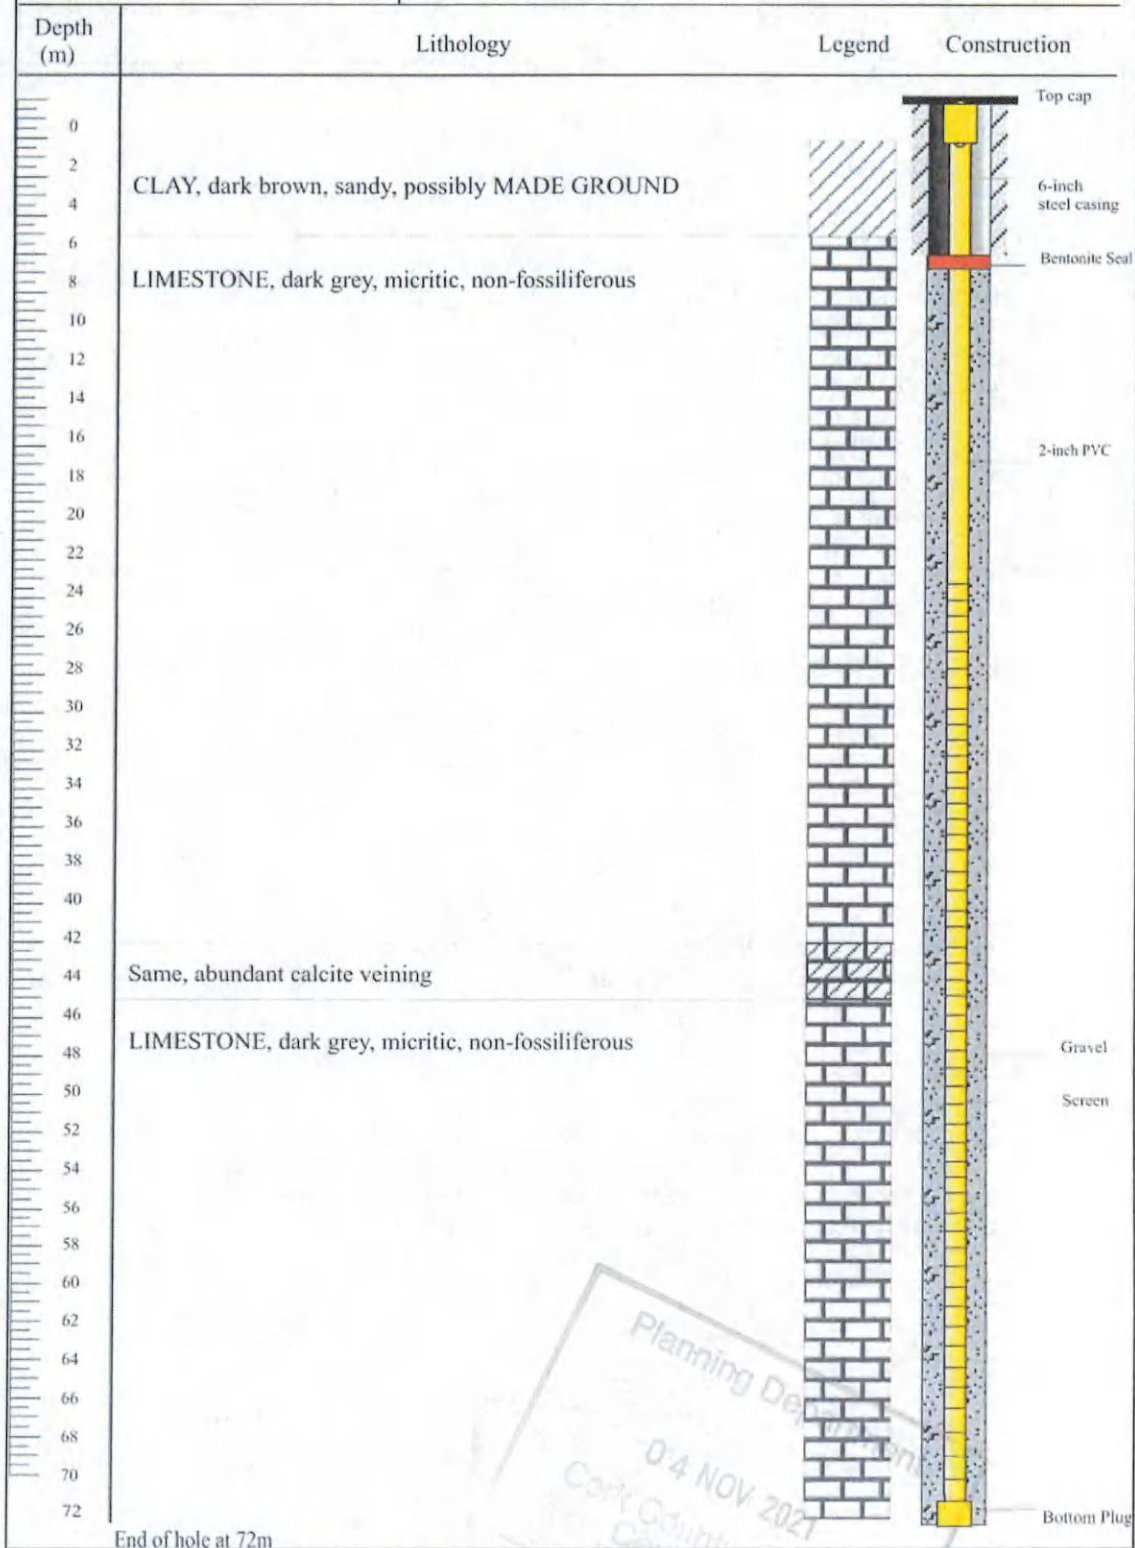 Depth
(m)
Lithology
Legend
Construction
Top cap
0
2
CLAY, dark brown, sandy, possibly MADE GROUND
4
6-inch
steel casing
6
Bentonite Seal
8
LIMESTONE, dark grey, micritic, non-fossiliferous
10
12
14
16
2-inch PVC
18
20
22
24
26
28
30
32
34
36
38
40
42
44
Same, abundant calcite veining
46
LIMESTONE, dark grey, micritic, non-fossiliferous
48
Gravel
50
Screen
52
54
56
58
60
62
64
66
68
70
72
Bottom Plug
End of hole at 72m
Planning Department
04 NOV 2021
Cork County